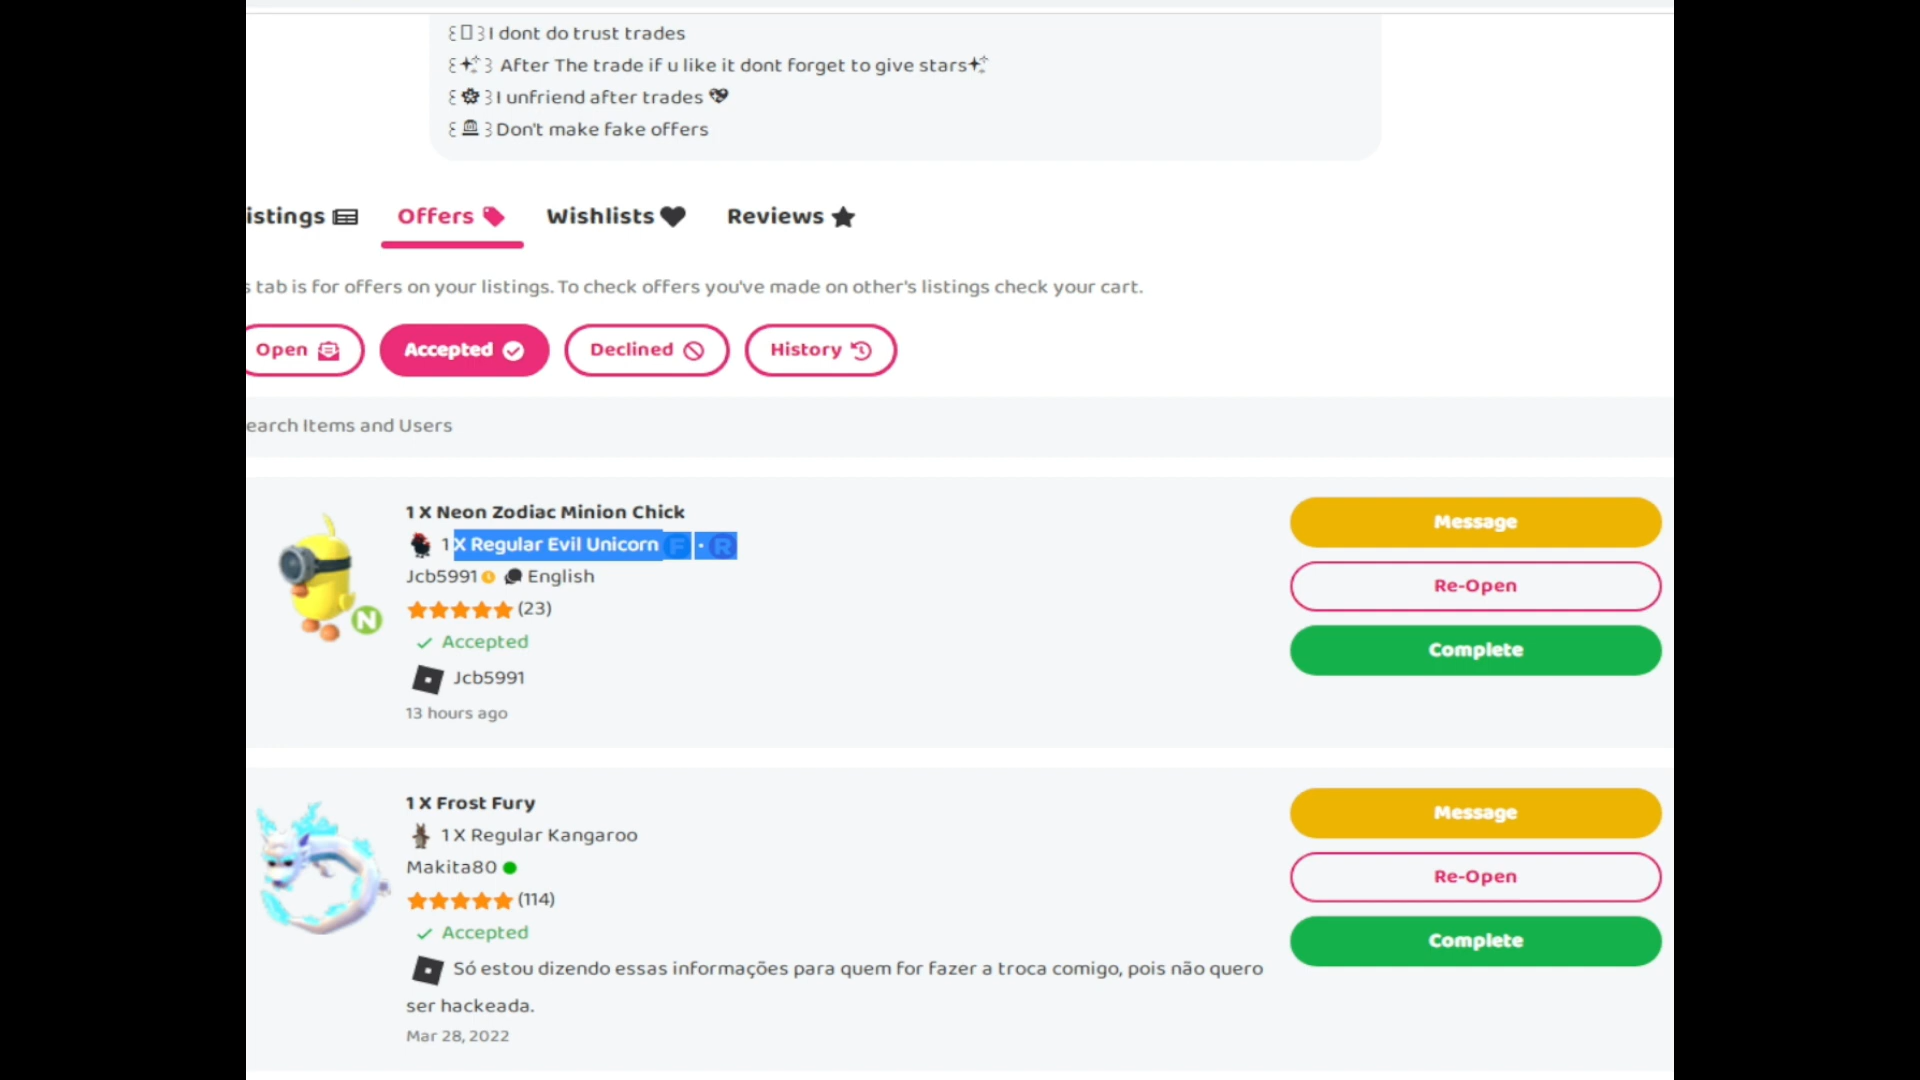 I dont do trust trades
After The trade if u like it dont forget to give stars
I unfriend after trades
Don't make fake offers
istings Offers Wishlists Reviews
s tab is for offers on your listings. To check offers you've made on other's listings check your cart.
Open Accepted Declined History
earch Items and Users
1 X Neon Zodiac Minion Chick
1 X Regular Evil Unicorn F · R
Jcb5991 English
(23)
Accepted
Jcb5991
13 hours ago
N
Message
Re-Open
Complete
1 X Frost Fury
1 X Regular Kangaroo
Makita80
(114)
Accepted
Só estou dizendo essas informações para quem for fazer a troca comigo, pois não quero
ser hackeada.
Mar 28, 2022
Message
Re-Open
Complete